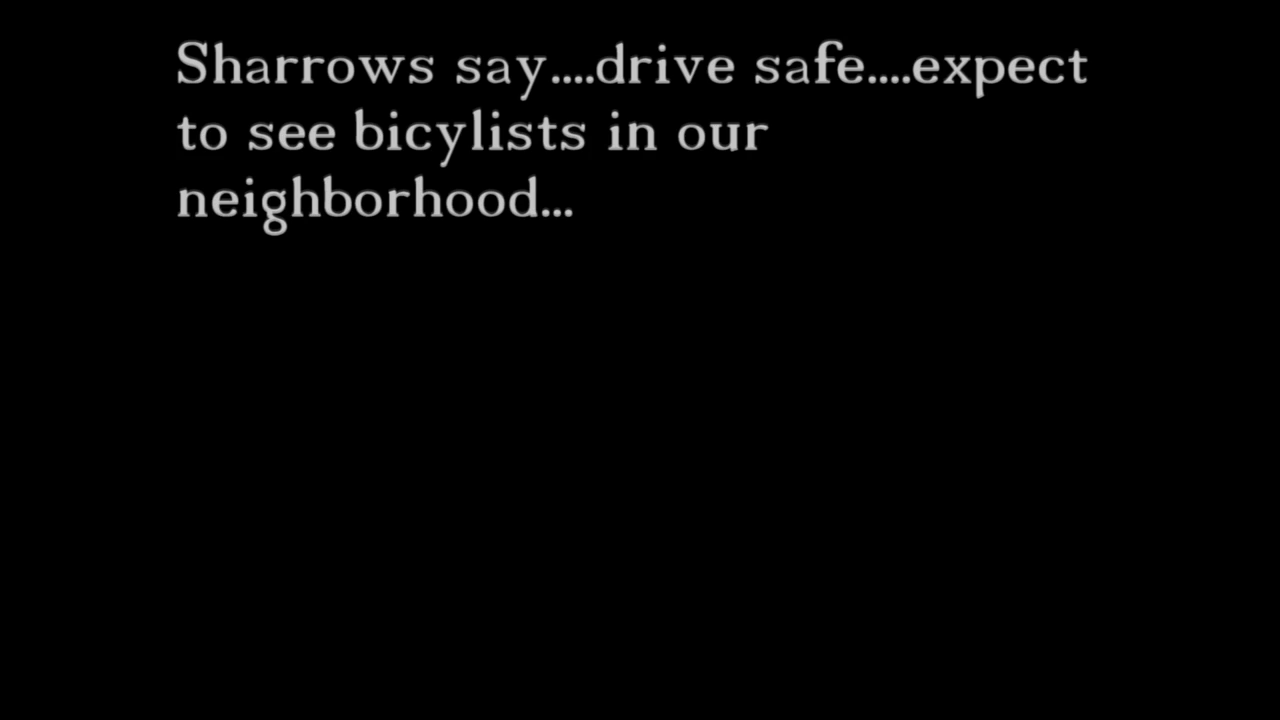 Sharrows say....drive safe....expect
to see bicylists in our
neighborhood...